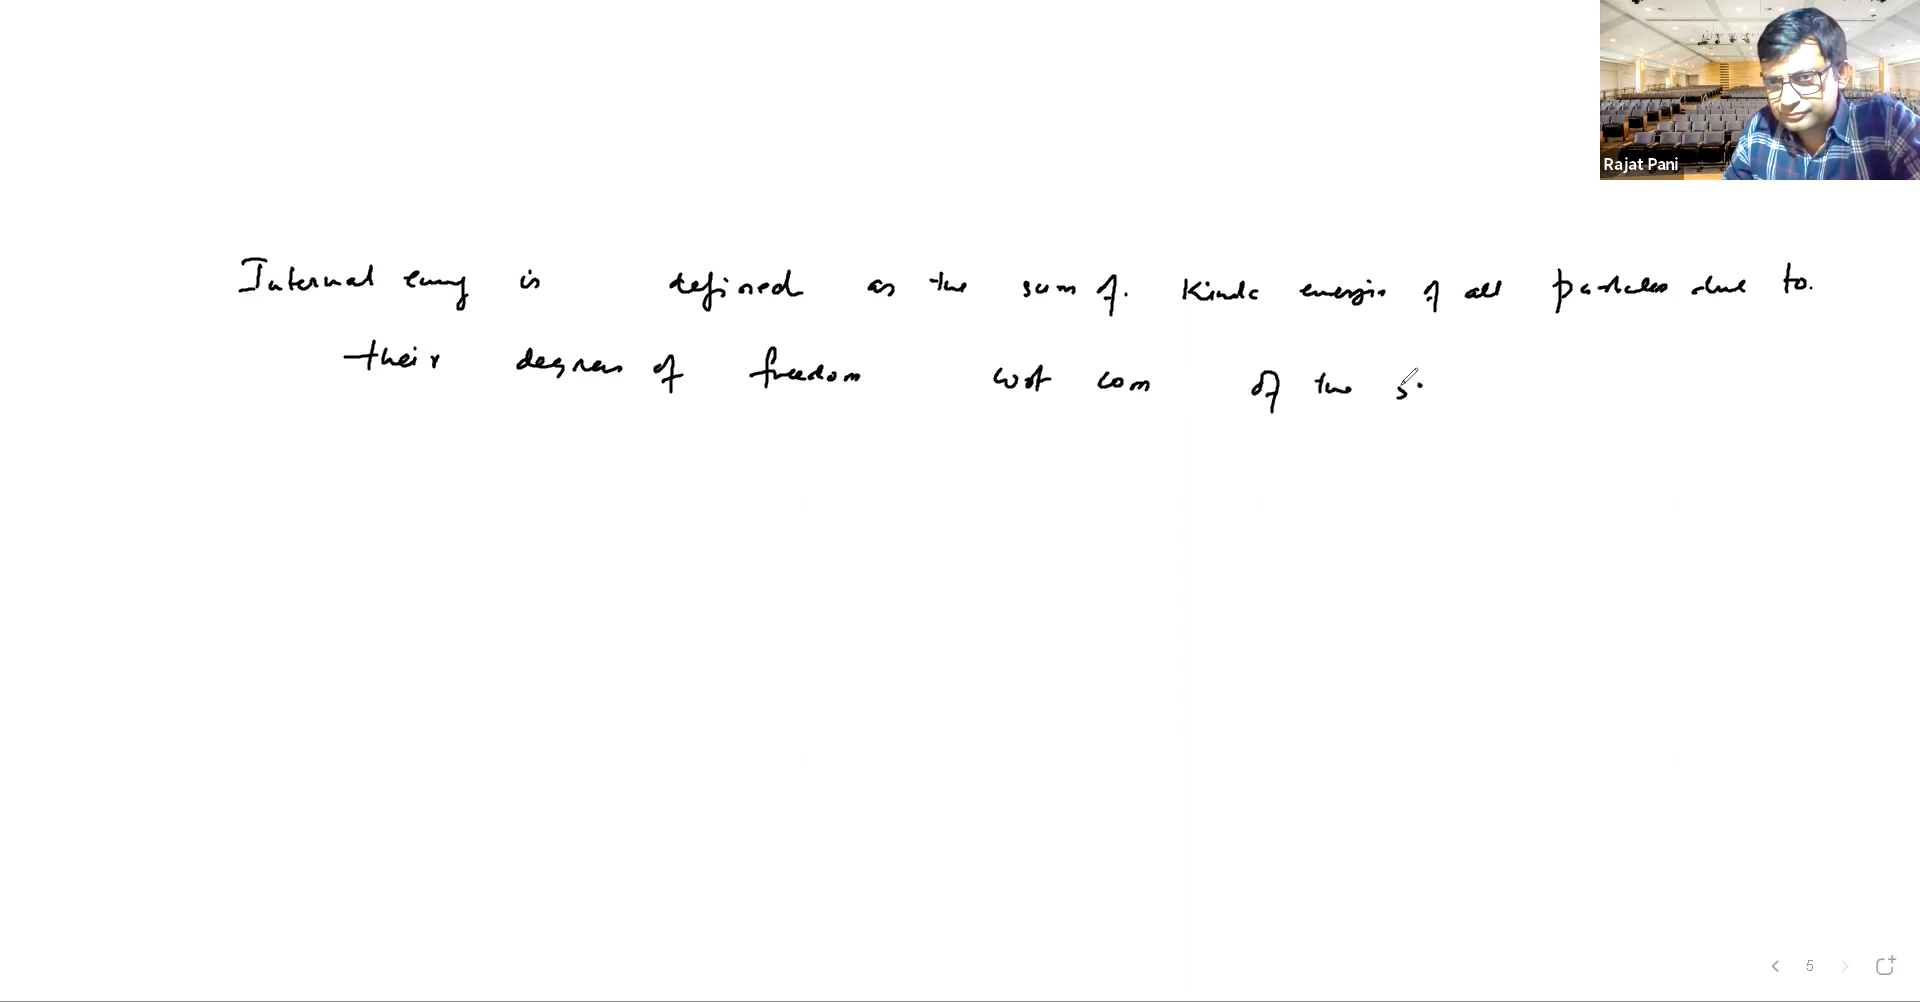 Rajat Pani
Internal energy is defined as the sum of. Kinetic energies of all particles due to.
their degrees of freedom wrt com of the s.
5